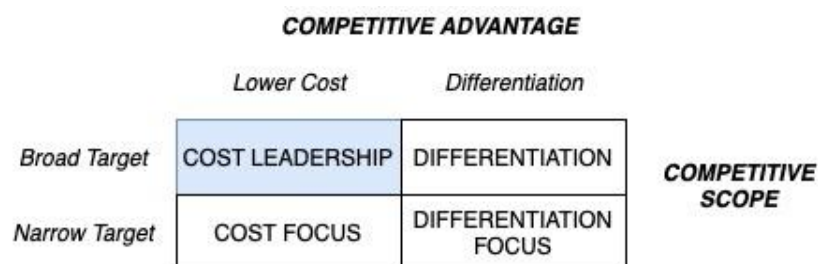 COMPETITIVE ADVANTAGE
Lower Cost Differentiation
Broad Target COST LEADERSHIP DIFFERENTIATION
COMPETITIVE
SCOPE
Narrow Target COST FOCUS DIFFERENTIATION
FOCUS